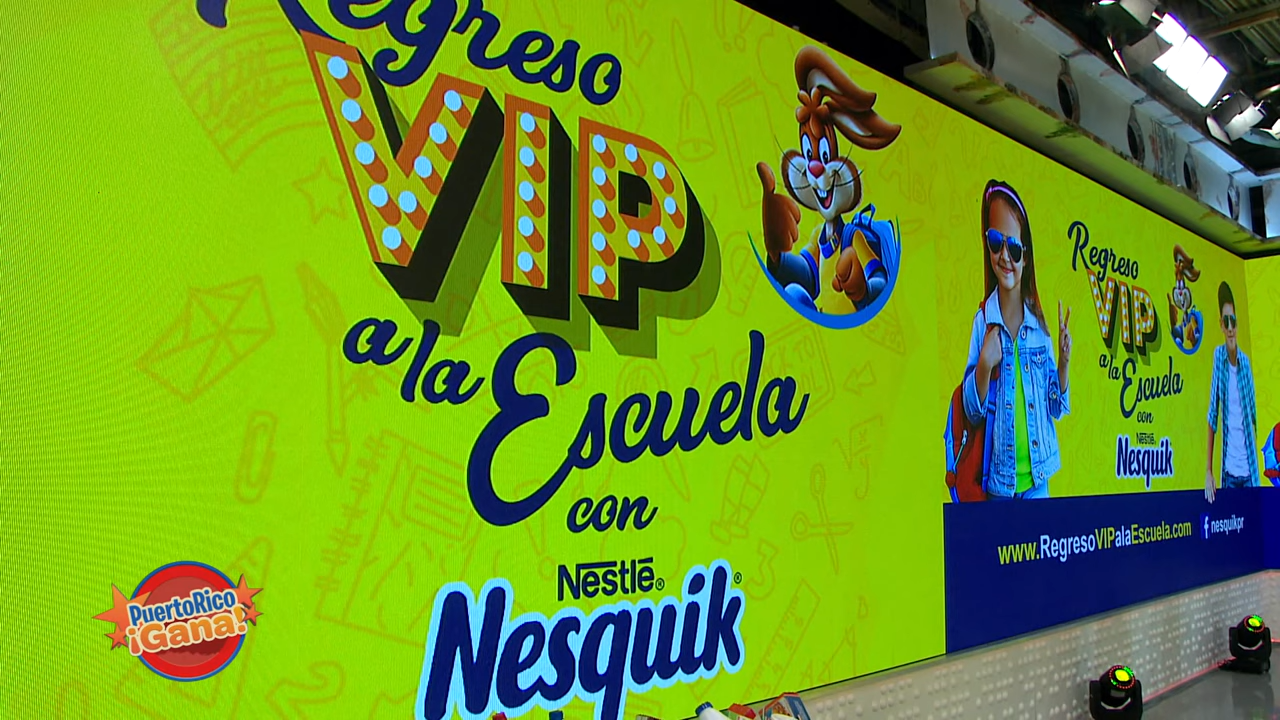 Regreso
VIP
a la Escuela
con
Nestlé®
Nesquik®
Regreso
VIP
a la
Escuela
con
Nestlé
Nesquik
www.RegresoVIPalaEscuela.com
f nesquikpr
PuertoRico
¡Gana!